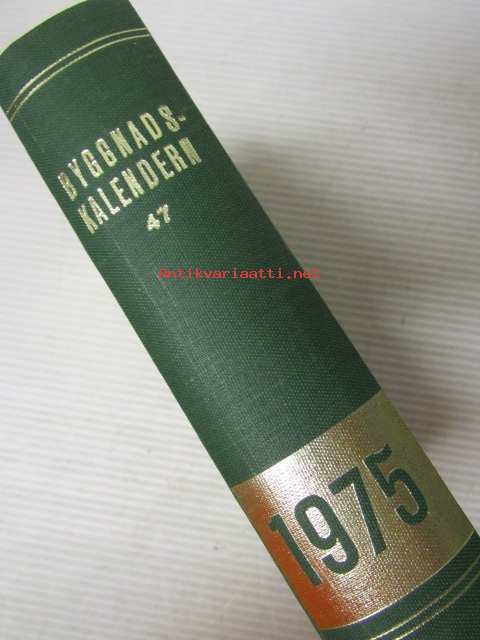 BYGGNADS-
KALENDERN
47
Antikvariaatti.net
1975